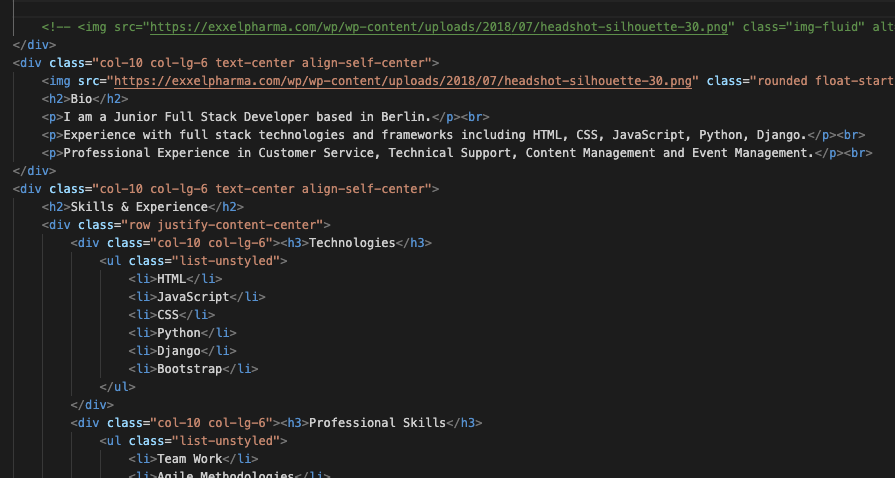 <!-- <img src="https://exxelpharma.com/wp/wp-content/uploads/2018/07/headshot-silhouette-30.png" class="img-fluid" alt
</div>
<div class="col-10 col-lg-6 text-center align-self-center">
<img src="https://exxelpharma.com/wp/wp-content/uploads/2018/07/headshot-silhouette-30.png" class="rounded float-start
<h2>Bio</h2>
<p>I am a Junior Full Stack Developer based in Berlin.</p><br>
<p>Experience with full stack technologies and frameworks including HTML, CSS, JavaScript, Python, Django.</p><br>
<p>Professional Experience in Customer Service, Technical Support, Content Management and Event Management.</p><br>
</div>
<div class="col-10 col-lg-6 text-center align-self-center">
<h2>Skills & Experience</h2>
<div class="row justify-content-center">
<div class="col-10 col-lg-6"><h3>Technologies</h3>
<ul class="list-unstyled">
<li>HTML</li>
<li>JavaScript</li>
<li>CSS</li>
<li>Python</li>
<li>Django</li>
<li>Bootstrap</li>
</ul>
</div>
<div class="col-10 col-lg-6"><h3>Professional Skills</h3>
<ul class="list-unstyled">
<li>Team Work</li>
<li>Agile Methodologies</li>